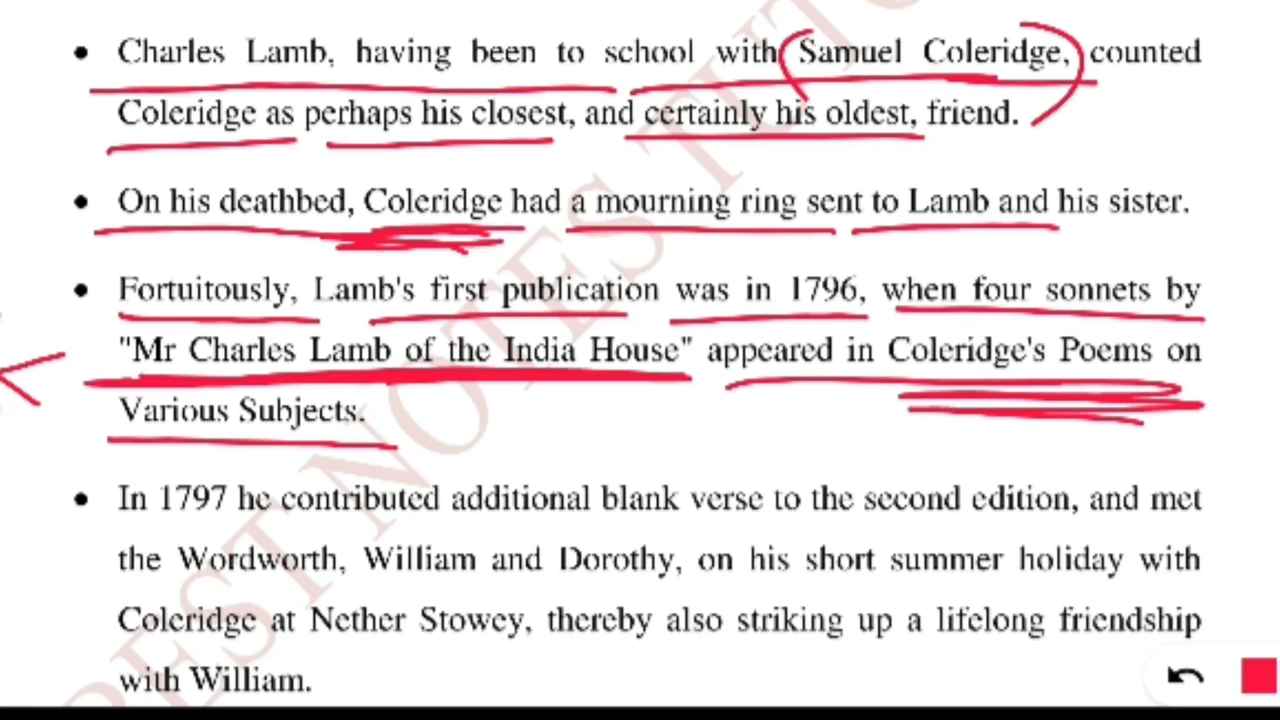 • Charles Lamb, having been to school with Samuel Coleridge, counted
Coleridge as perhaps his closest, and certainly his oldest, friend.
• On his deathbed, Coleridge had a mourning ring sent to Lamb and his sister.
• Fortuitously, Lamb's first publication was in 1796, when four sonnets by
"Mr Charles Lamb of the India House" appeared in Coleridge's Poems on
Various Subjects.
• In 1797 he contributed additional blank verse to the second edition, and met
the Wordworth, William and Dorothy, on his short summer holiday with
Coleridge at Nether Stowey, thereby also striking up a lifelong friendship
with William.